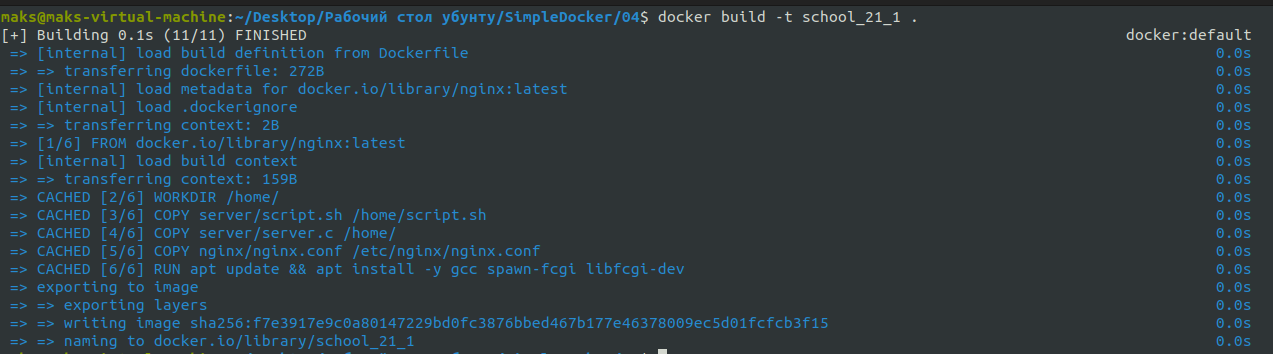 maks@maks-virtual-machine:~/Desktop/Рабочий стол убунту/SimpleDocker/04$ docker build -t school_21_1 .
[+] Building 0.1s (11/11) FINISHED docker:default
=> [internal] load build definition from Dockerfile 0.0s
=> => transferring dockerfile: 272B 0.0s
=> [internal] load metadata for docker.io/library/nginx:latest 0.0s
=> [internal] load .dockerignore 0.0s
=> => transferring context: 2B 0.0s
=> [1/6] FROM docker.io/library/nginx:latest 0.0s
=> [internal] load build context 0.0s
=> => transferring context: 159B 0.0s
=> CACHED [2/6] WORKDIR /home/ 0.0s
=> CACHED [3/6] COPY server/script.sh /home/script.sh 0.0s
=> CACHED [4/6] COPY server/server.c /home/ 0.0s
=> CACHED [5/6] COPY nginx/nginx.conf /etc/nginx/nginx.conf 0.0s
=> CACHED [6/6] RUN apt update && apt install -y gcc spawn-fcgi libfcgi-dev 0.0s
=> exporting to image 0.0s
=> => exporting layers 0.0s
=> => writing image sha256:f7e3917e9c0a80147229bd0fc3876bbed467b177e46378009ec5d01fcfcb3f15 0.0s
=> => naming to docker.io/library/school_21_1 0.0s